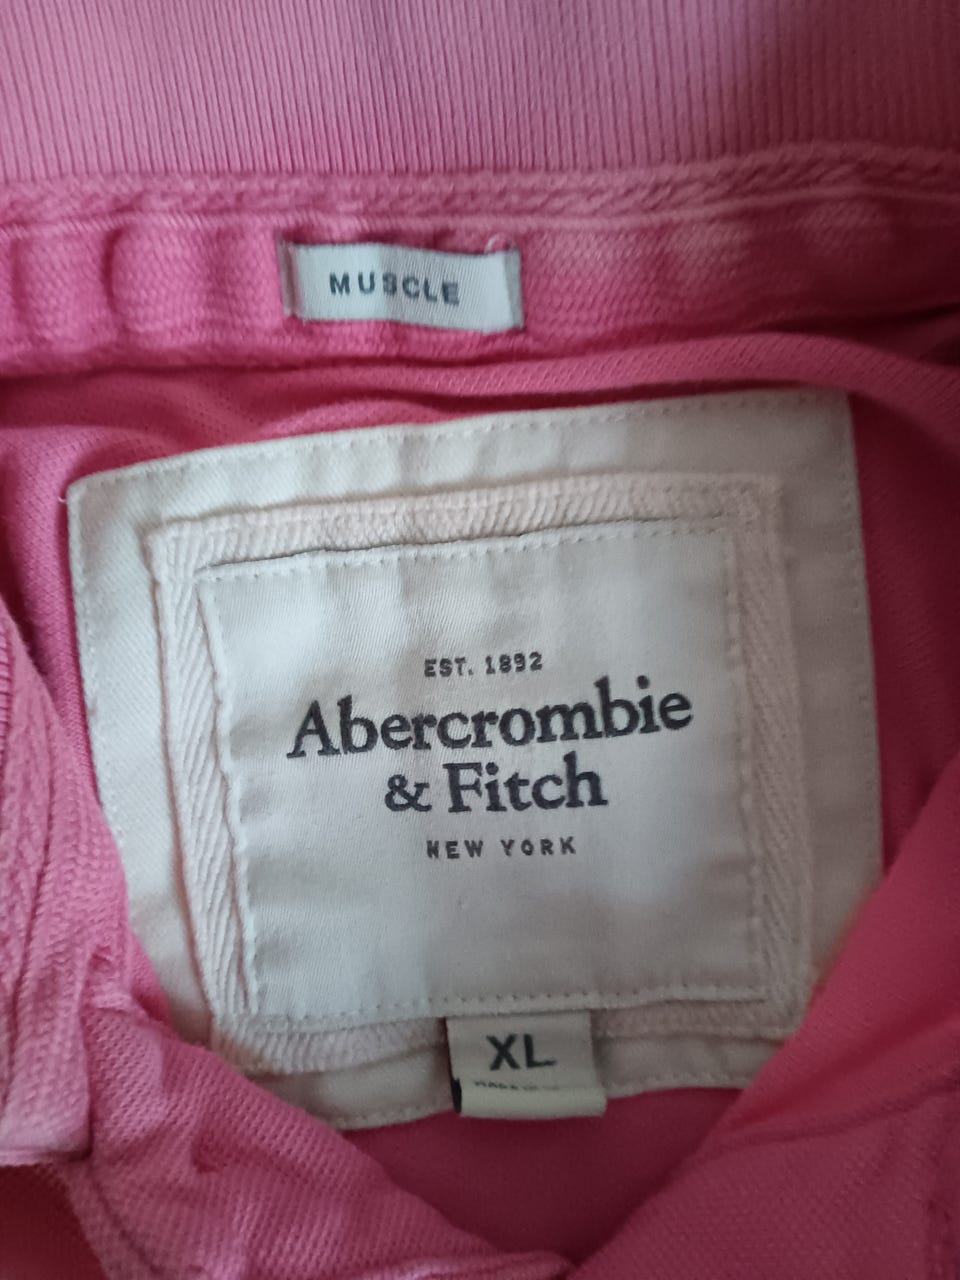 MUSCLE
EST. 1892
Abercrombie
& Fitch
NEW YORK
XL